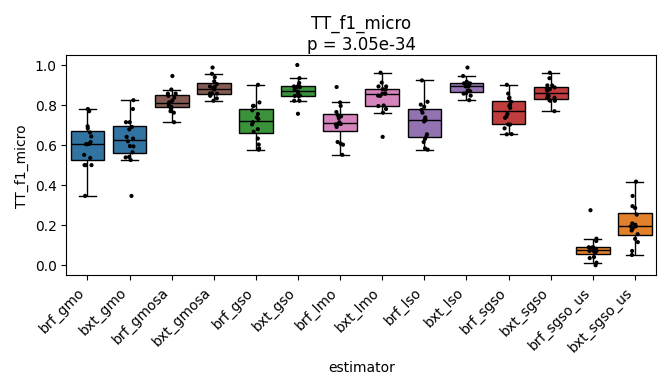 TT_f1_micro
p = 3.05e-34
TT_f1_micro
1.0
0.8
0.6
0.4
0.2
0.0
brf_gmo
bxt_gmo
brf_gmosa
bxt_gmosa
brf_gso
bxt_gso
brf_lmo
bxt_lmo
brf_lso
bxt_lso
brf_sgso
bxt_sgso
brf_sgso_us
bxt_sgso_us
estimator